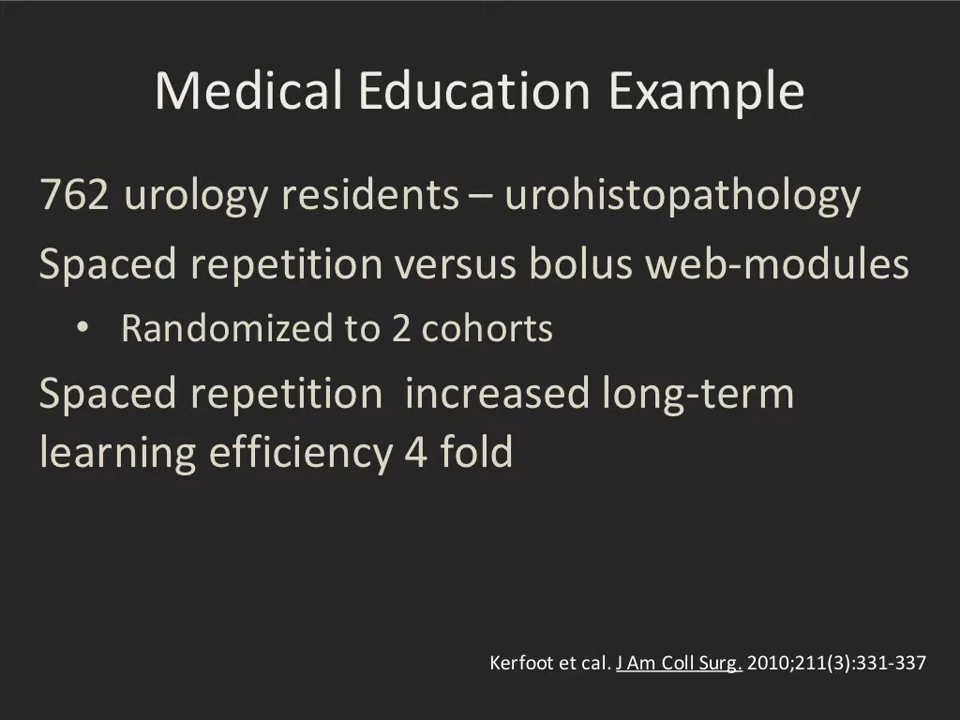 Medical Education Example
762 urology residents – urohistopathology
Spaced repetition versus bolus web-modules
• Randomized to 2 cohorts
Spaced repetition increased long-term
learning efficiency 4 fold
Kerfoot et cal. J Am Coll Surg. 2010;211(3):331-337